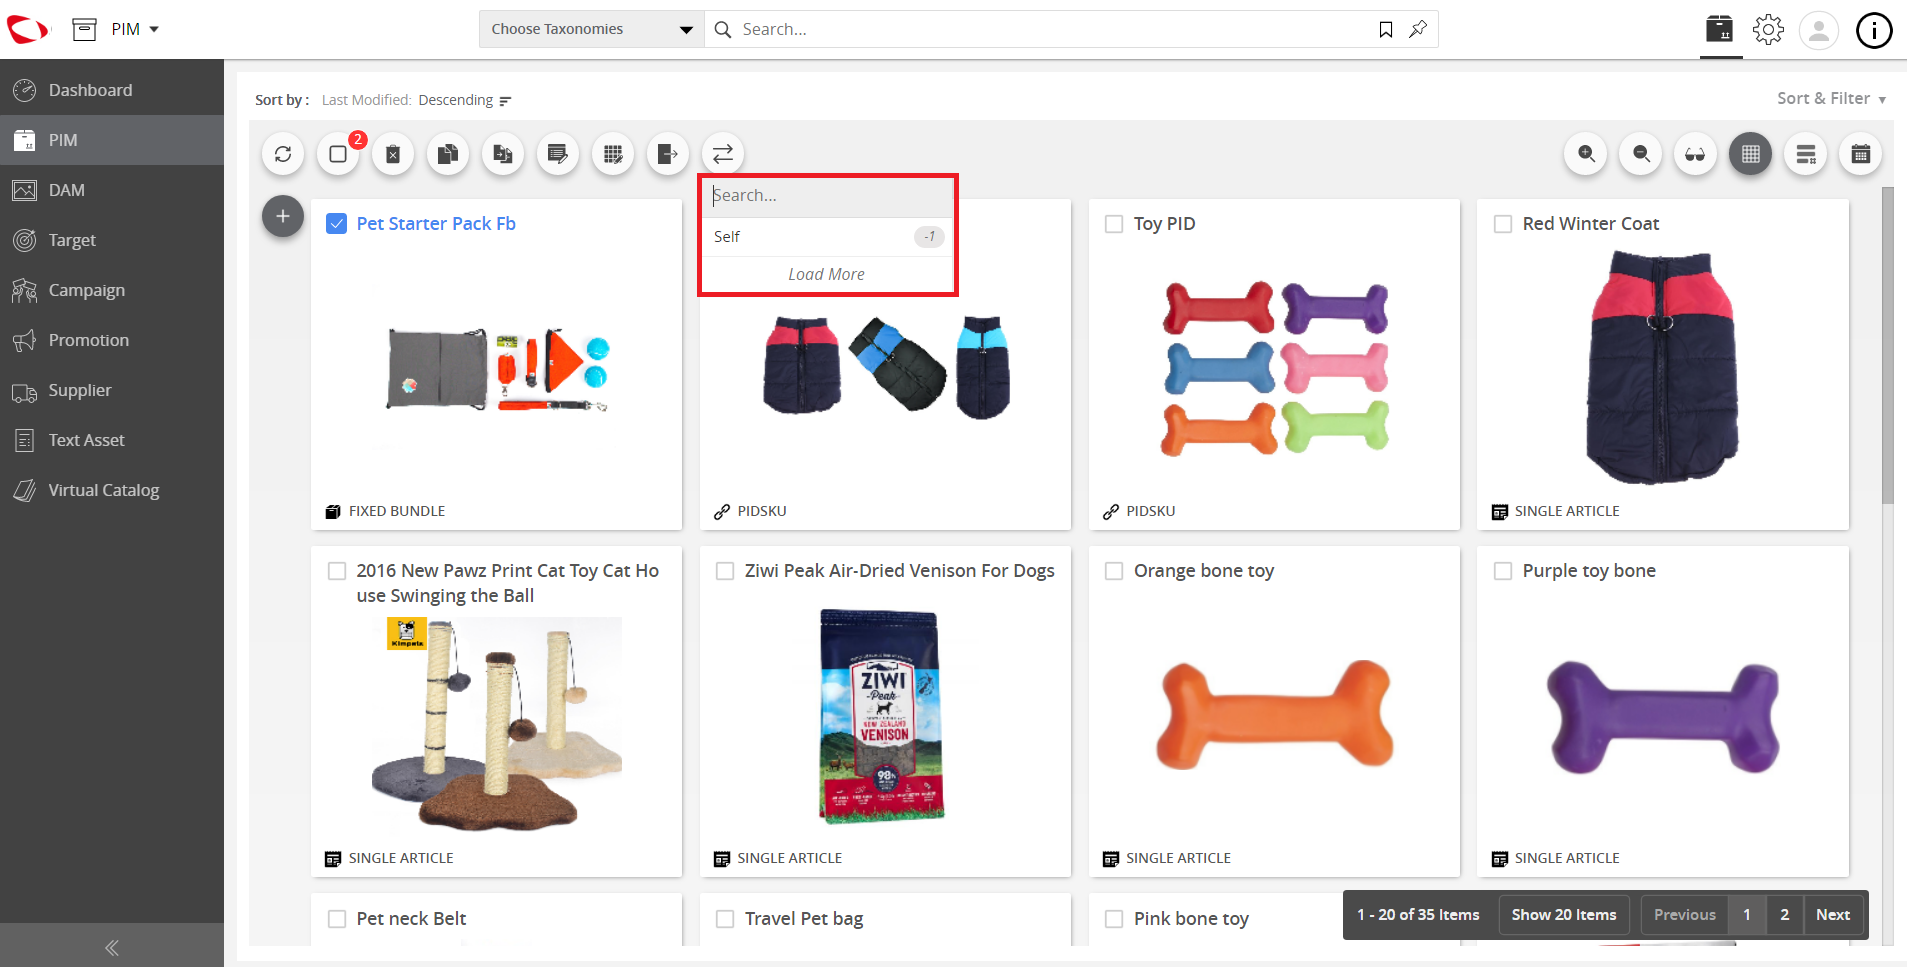 PIM
Choose Taxonomies
Search...
Dashboard
PIM
DAM
Target
Campaign
Promotion
Supplier
Text Asset
Virtual Catalog
Sort by : Last Modified: Descending
Sort & Filter
2
Search...
Self -1
Load More
Pet Starter Pack Fb
FIXED BUNDLE
PIDSKU
Toy PID
PIDSKU
Red Winter Coat
SINGLE ARTICLE
2016 New Pawz Print Cat Toy Cat Ho
use Swinging the Ball
Kimpets
SINGLE ARTICLE
Ziwi Peak Air-Dried Venison For Dogs
ZIWI
Peak
NEW ZEALAND
VENISON
98%
SINGLE ARTICLE
Orange bone toy
SINGLE ARTICLE
Purple toy bone
SINGLE ARTICLE
Pet neck Belt
Travel Pet bag
Pink bone toy
1 - 20 of 35 Items
Show 20 Items
Previous 1 2 Next